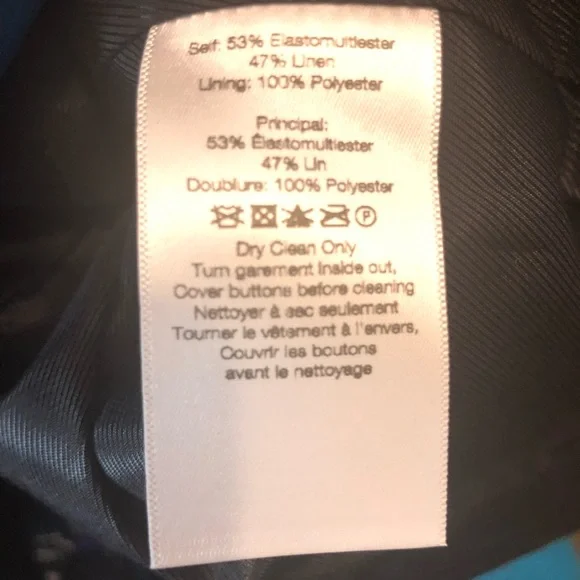 Self: 53% Elastomultiester
47% Linen
Lining: 100% Polyester
Principal:
53% Élastomultiester
47% Lin
Doublure: 100% Polyester
P
Dry Clean Only
Turn garement Inside out,
Cover buttons before cleaning
Nettoyer à sec seulement
Tourner le vêtement à l'envers,
Couvrir les boutons
avant le nettoyage